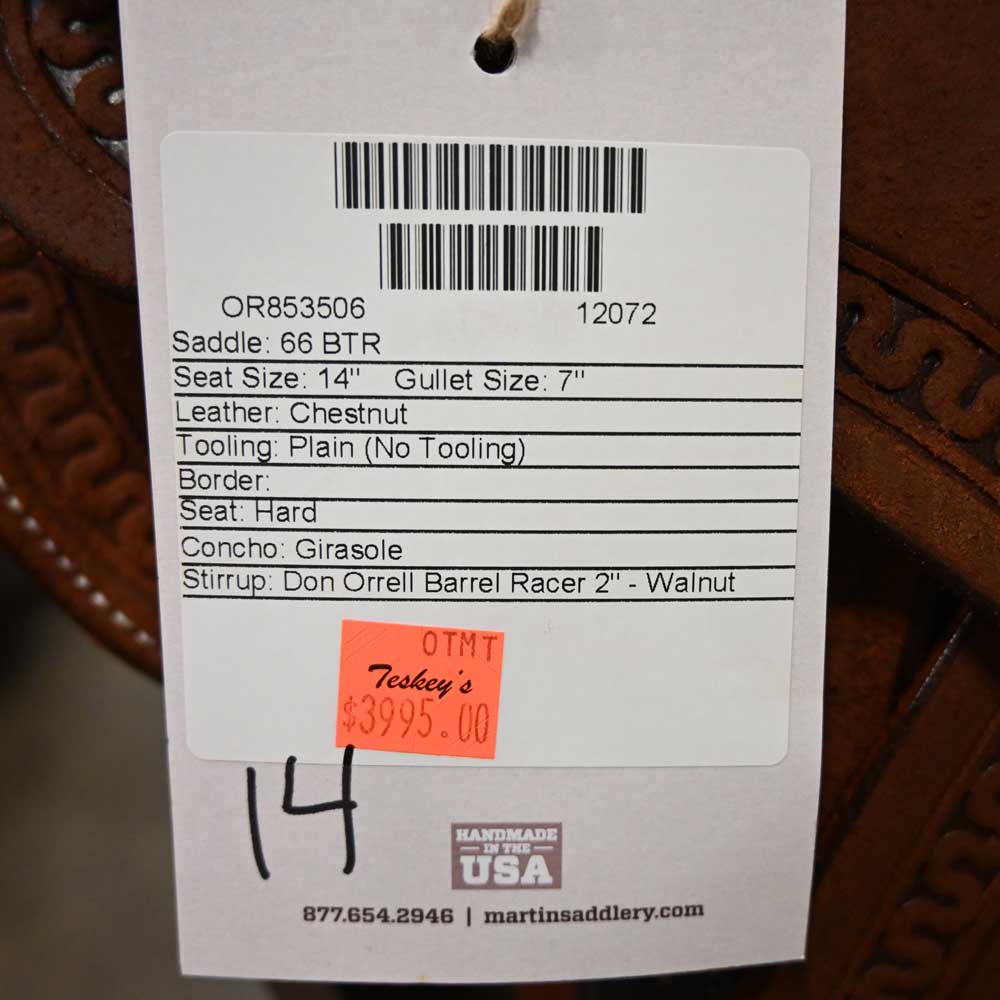 OR853506 12072
Saddle: 66 BTR
Seat Size: 14" Gullet Size: 7"
Leather: Chestnut
Tooling: Plain (No Tooling)
Border:
Seat: Hard
Concho: Girasole
Stirrup: Don Orrell Barrel Racer 2" - Walnut
OTMT
Teskey's
$3995.00
14
HANDMADE
IN THE
USA
877.654.2946 | martinsaddlery.com